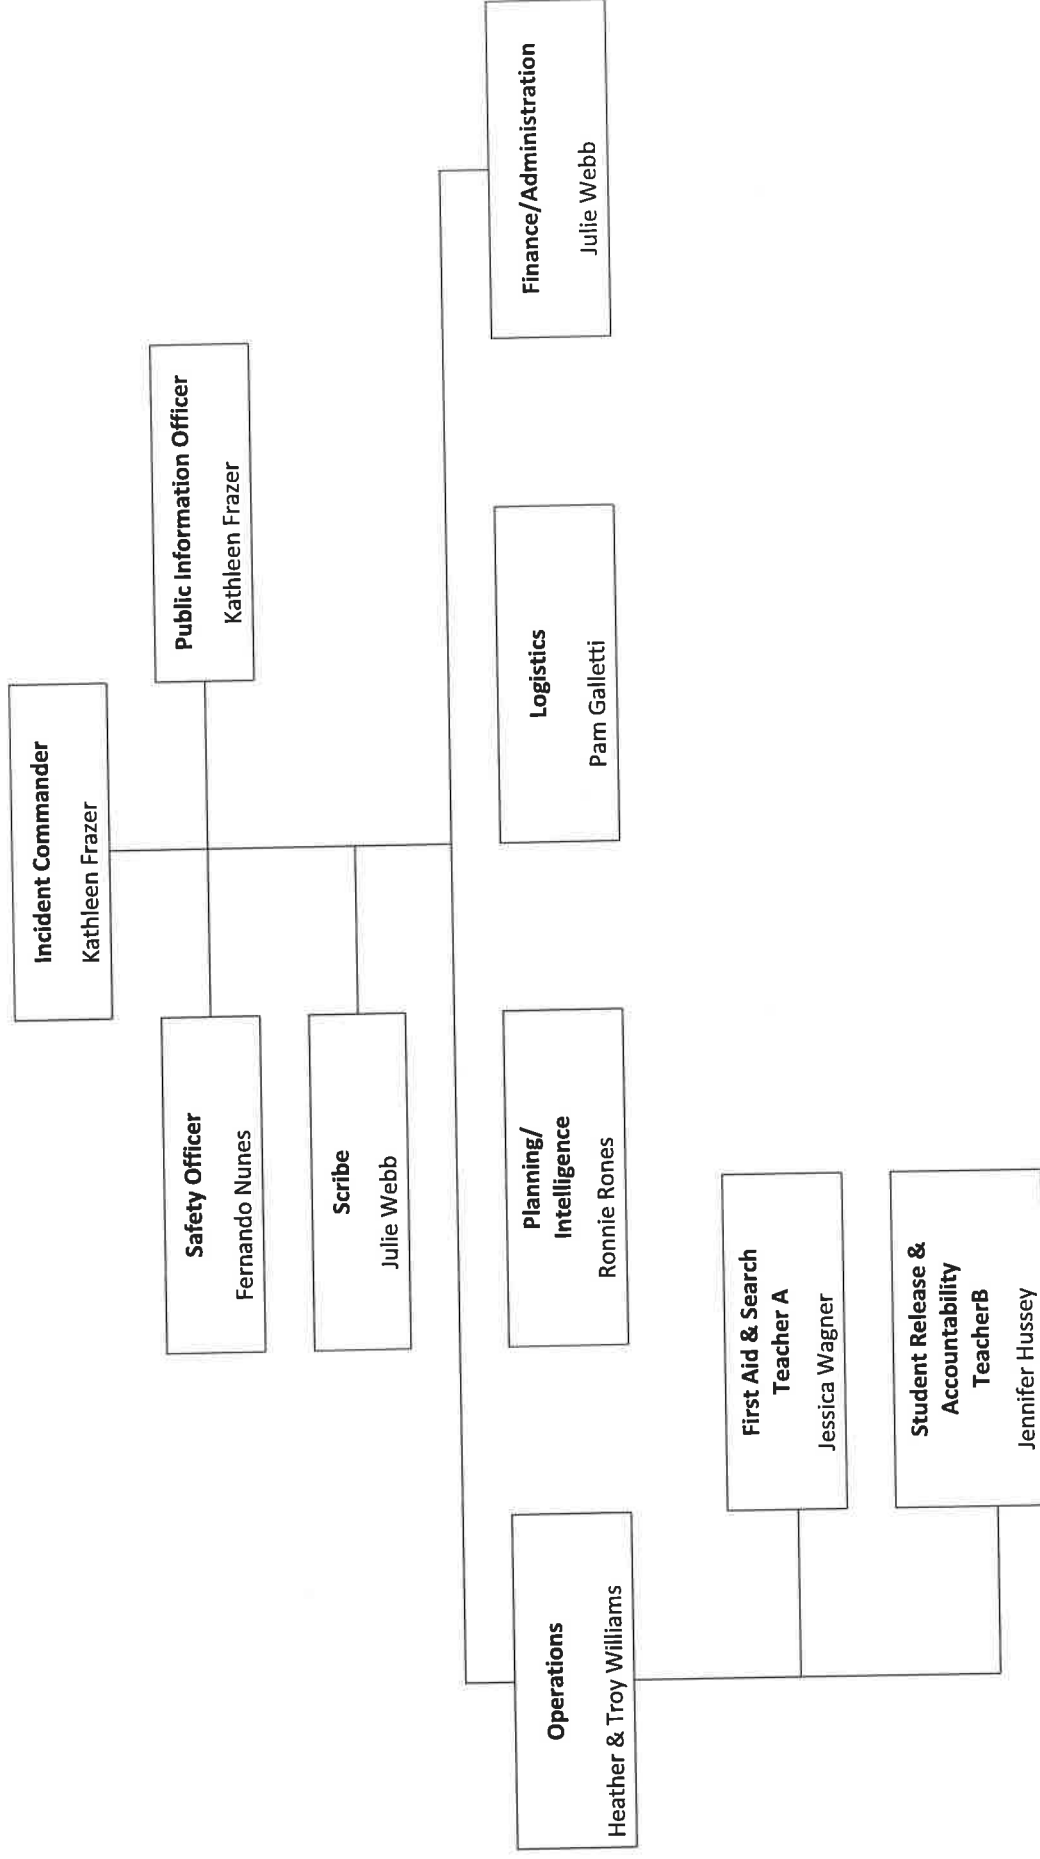 Incident Commander
Kathleen Frazer
Public Information Officer
Kathleen Frazer
Safety Officer
Fernando Nunes
Scribe
Julie Webb
Operations
Heather & Troy Williams
Planning/
Intelligence
Ronnie Rones
Logistics
Pam Galletti
Finance/Administration
Julie Webb
First Aid & Search
Teacher A
Jessica Wagner
Student Release &
Accountability
TeacherB
Jennifer Hussey